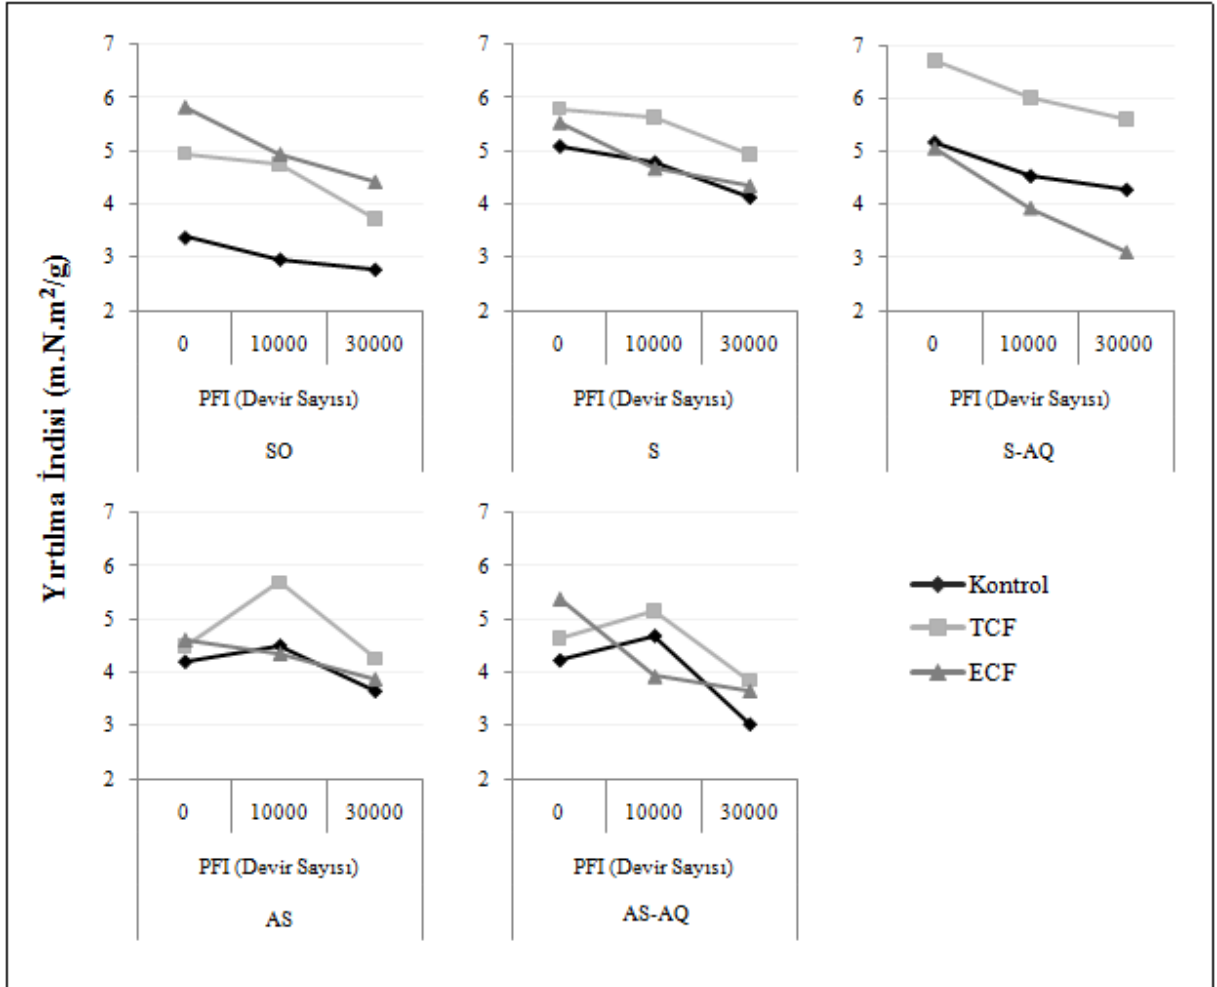 Yırtılma İndisi (m.N.m²/g)
7 7 7
6 6 6
5 5 5
4 4 4
3 3 3
2 2 2
0 10000 30000 0 10000 30000 0 10000 30000
PFI (Devir Sayısı) PFI (Devir Sayısı) PFI (Devir Sayısı)
SO S S-AQ
7 7
6 6
5 5
4 4
3 3
2 2
0 10000 30000 0 10000 30000
PFI (Devir Sayısı) PFI (Devir Sayısı)
AS AS-AQ
Kontrol
TCF
ECF